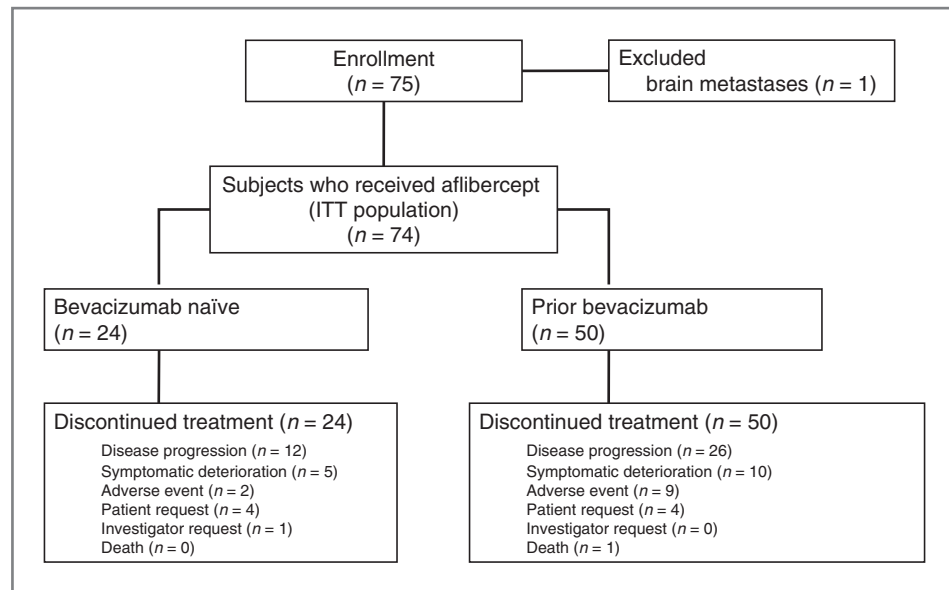 Enrollment
(n = 75)
Excluded
brain metastases (n = 1)
Subjects who received aflibercept
(ITT population)
(n = 74)
Bevacizumab naïve
(n = 24)
Prior bevacizumab
(n = 50)
Discontinued treatment (n = 24)
Disease progression (n = 12)
Symptomatic deterioration (n = 5)
Adverse event (n = 2)
Patient request (n = 4)
Investigator request (n = 1)
Death (n = 0)
Discontinued treatment (n = 50)
Disease progression (n = 26)
Symptomatic deterioration (n = 10)
Adverse event (n = 9)
Patient request (n = 4)
Investigator request (n = 0)
Death (n = 1)